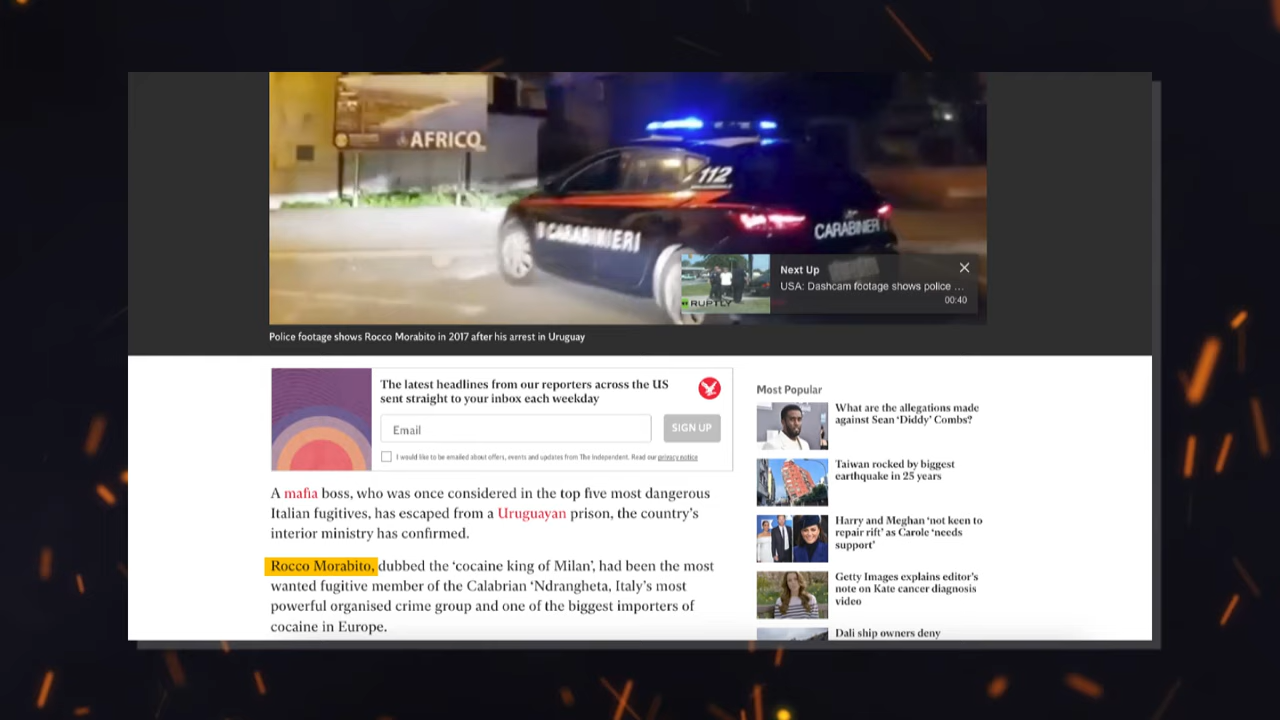 AFRICO
112
CARABINIERI
CARABINIERI
RUPTLY
Next Up
USA: Dashcam footage shows police ...
00:40
Police footage shows Rocco Morabito in 2017 after his arrest in Uruguay
The latest headlines from our reporters across the US
sent straight to your inbox each weekday
Email
SIGN UP
I would like to be emailed about offers, events and updates from The Independent. Read our privacy notice
A mafia boss, who was once considered in the top five most dangerous
Italian fugitives, has escaped from a Uruguayan prison, the country's
interior ministry has confirmed.
Rocco Morabito, dubbed the 'cocaine king of Milan', had been the most
wanted fugitive member of the Calabrian 'Ndrangheta, Italy's most
powerful organised crime group and one of the biggest importers of
cocaine in Europe.
Most Popular
What are the allegations made
against Sean 'Diddy' Combs?
Taiwan rocked by biggest
earthquake in 25 years
Harry and Meghan 'not keen to
repair rift' as Carole 'needs
support'
Getty Images explains editor's
note on Kate cancer diagnosis
video
Dali ship owners deny